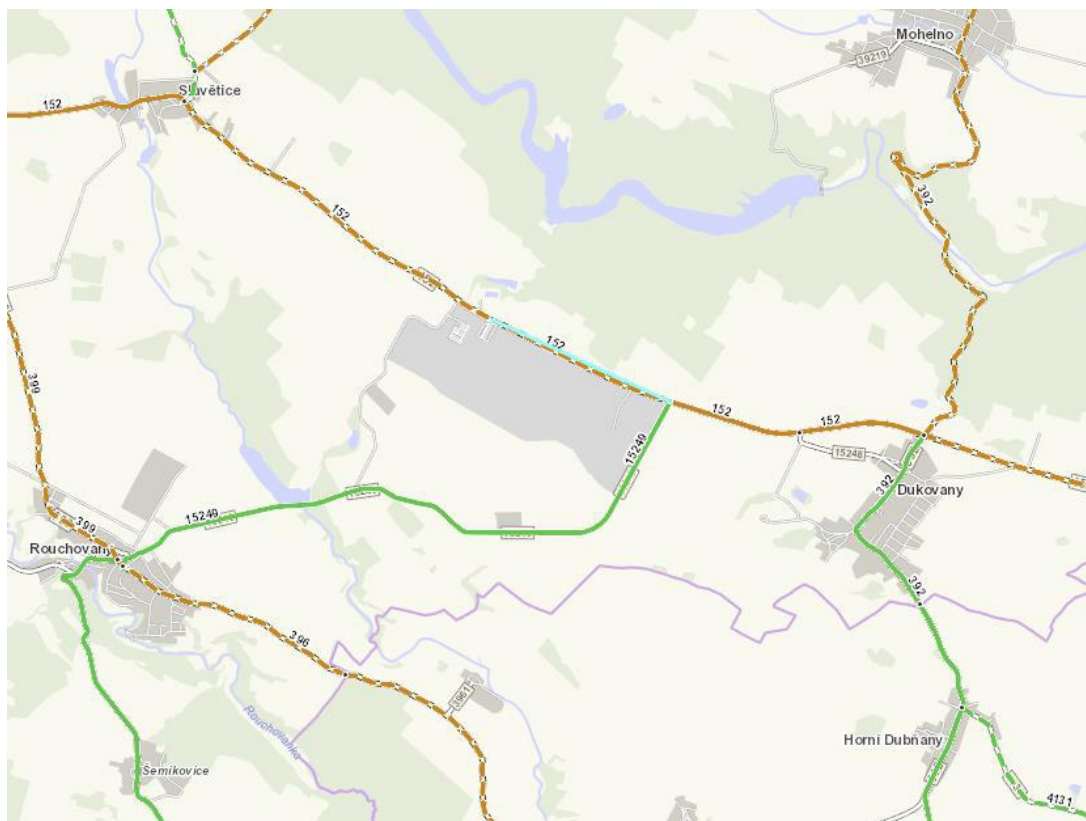 Mohelno
39219
Slavětice
152
392
152
152
152
399
152
152
15249
15248
392
Dukovany
15249
399
Rouchovany
392
396
3961
Rouchovanka
Horní Dubňany
Šemíkovice
4131